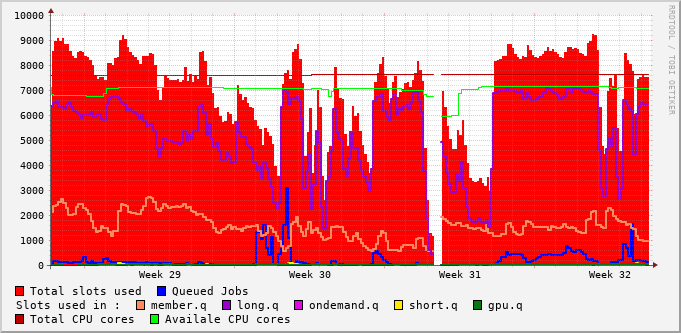 10000
9000
8000
7000
6000
5000
4000
3000
2000
1000
0
Week 29 Week 30 Week 31 Week 32
Total slots used Queued Jobs
Slots used in : member.q long.q ondemand.q short.q gpu.q
Total CPU cores Availale CPU cores
RRDTOOL / TOBI OETIKER